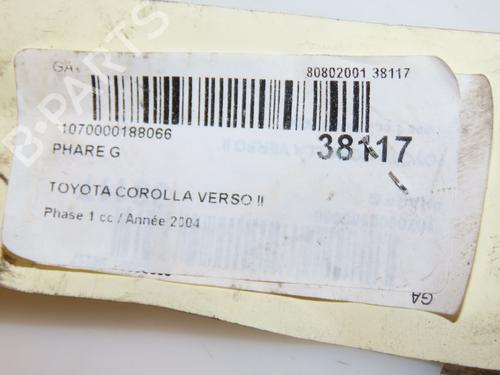 GA
80802001 38117
1070000188066
38117
PHARE G
TOYOTA COROLLA VERSO II
Phase 1 cc / Année 2004
GA
B-PARTS